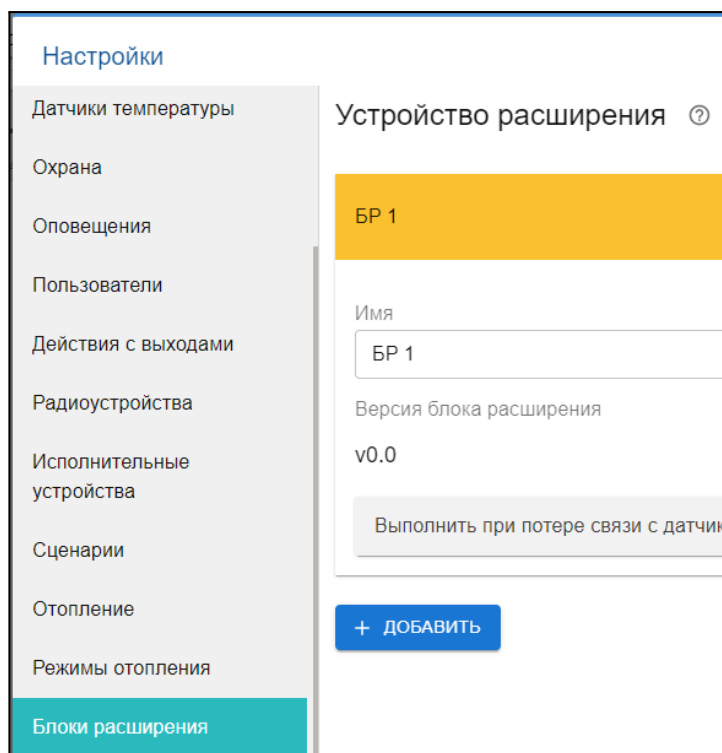 Настройки
Датчики температуры
Охрана
Оповещения
Пользователи
Действия с выходами
Радиоустройства
Исполнительные
устройства
Сценарии
Отопление
Режимы отопления
Блоки расширения
Устройство расширения
БР 1
Имя
БР 1
Версия блока расширения
v0.0
Выполнить при потере связи с
+ ДОБАВИТЬ